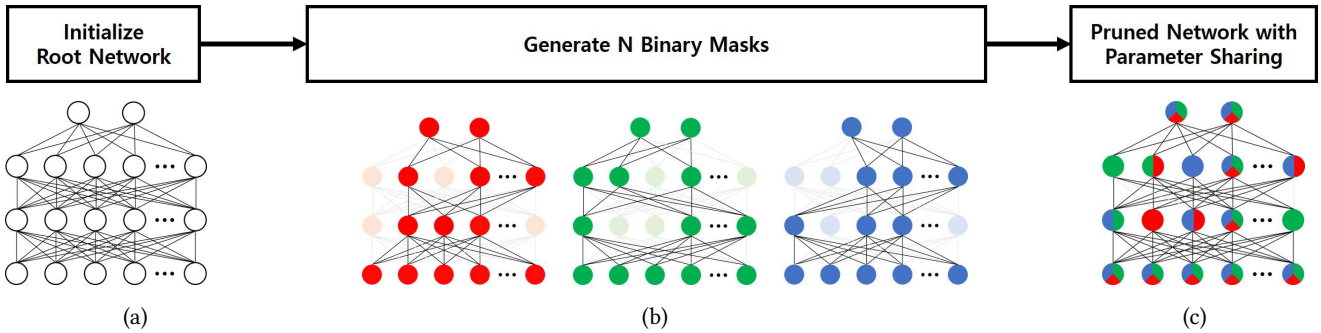 Initialize
Root Network
Generate N Binary Masks
Pruned Network with
Parameter Sharing
(a)
(b)
(c)